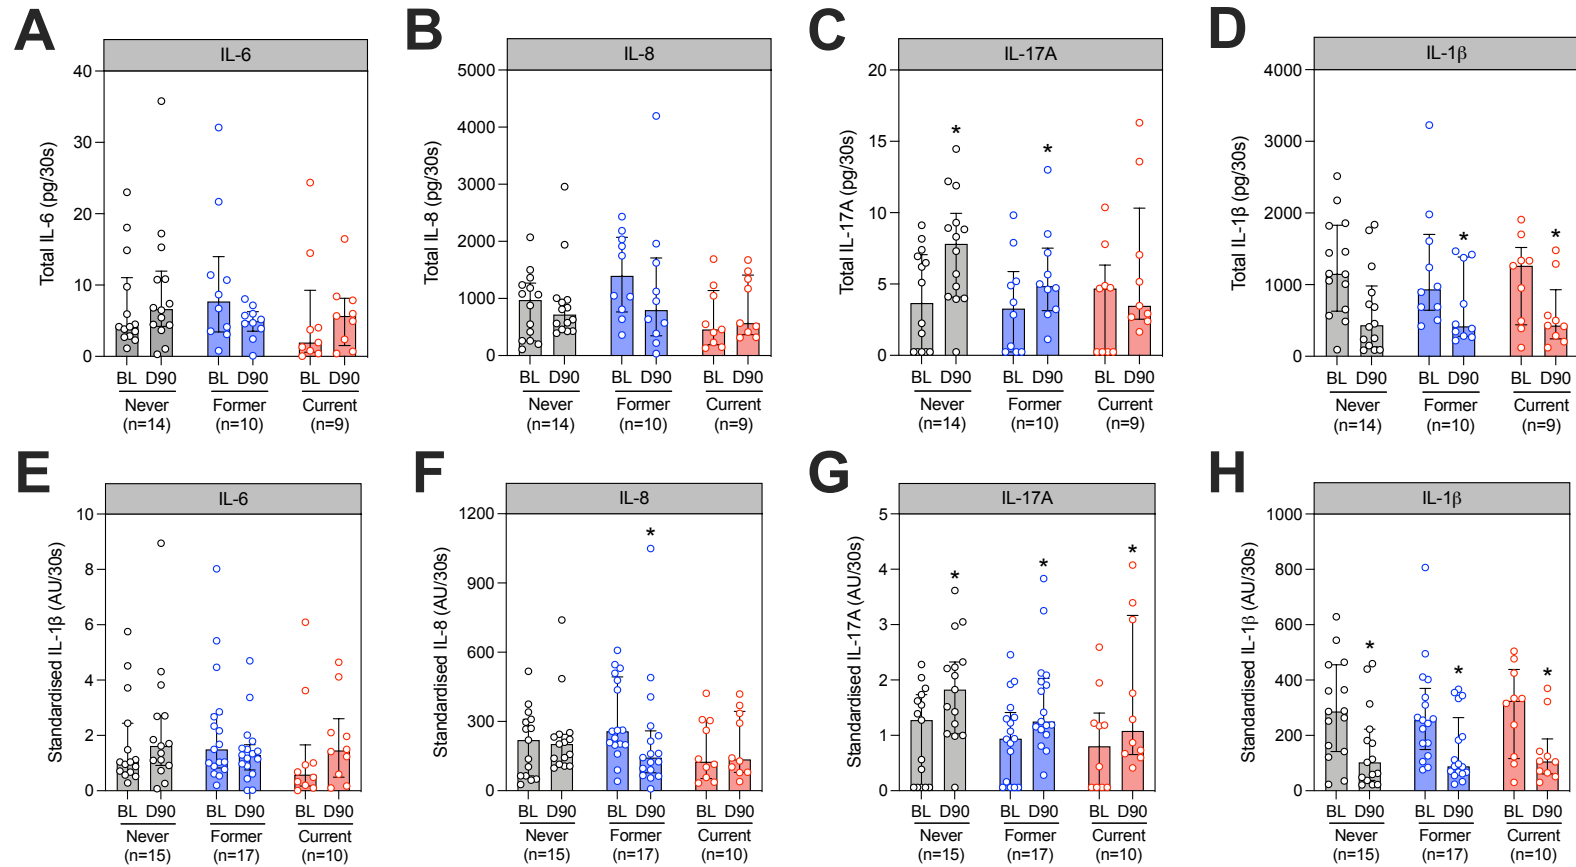 A
IL-6
Total IL-6 (pg/30s)
40
30
20
10
0
BL D90 BL D90 BL D90
Never Former Current
(n=14) (n=10) (n=9)
B
IL-8
Total IL-8 (pg/30s)
5000
4000
3000
2000
1000
0
BL D90 BL D90 BL D90
Never Former Current
(n=14) (n=10) (n=9)
C
IL-17A
Total IL-17A (pg/30s)
20
15
10
5
0
* *
BL D90 BL D90 BL D90
Never Former Current
(n=14) (n=10) (n=9)
D
IL-1β
Total IL-1β (pg/30s)
4000
3000
2000
1000
0
* *
BL D90 BL D90 BL D90
Never Former Current
(n=14) (n=10) (n=9)
E
IL-6
Standardised IL-1β (AU/30s)
10
8
6
4
2
0
BL D90 BL D90 BL D90
Never Former Current
(n=15) (n=17) (n=10)
F
IL-8
Standardised IL-8 (AU/30s)
1200
900
600
300
0
*
BL D90 BL D90 BL D90
Never Former Current
(n=15) (n=17) (n=10)
G
IL-17A
Standardised IL-17A (AU/30s)
5
4
3
2
1
0
* * *
BL D90 BL D90 BL D90
Never Former Current
(n=15) (n=17) (n=10)
H
IL-1β
Standardised IL-1β (AU/30s)
1000
800
600
400
200
0
* * *
BL D90 BL D90 BL D90
Never Former Current
(n=15) (n=17) (n=10)